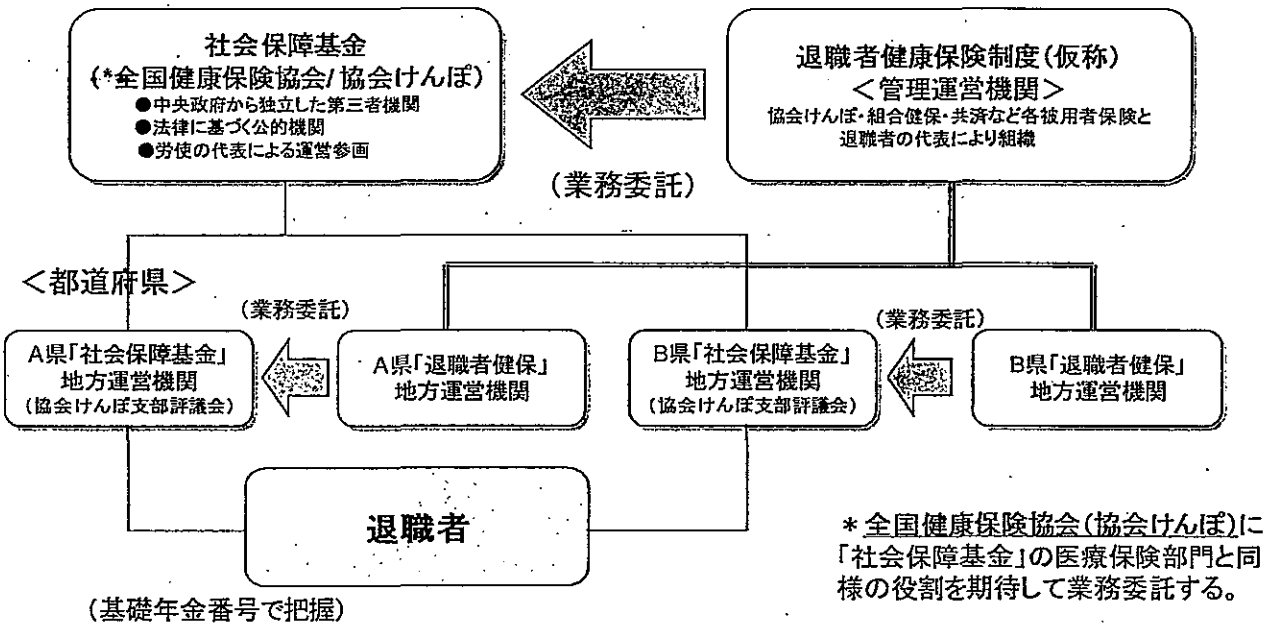 社会保障基金
(*全国健康保険協会/協会けんぽ)
●中央政府から独立した第三者機関
●法律に基づく公的機関
●労使の代表による運営参画
退職者健康保険制度(仮称)
<管理運営機関>
協会けんぽ・組合健保・共済など各被用者保険と
退職者の代表により組織
(業務委託)
<都道府県>
(業務委託)
(業務委託)
A県「社会保障基金」
地方運営機関
(協会けんぽ支部評議会)
A県「退職者健保」
地方運営機関
B県「社会保障基金」
地方運営機関
(協会けんぽ支部評議会)
B県「退職者健保」
地方運営機関
退職者
(基礎年金番号で把握)
*全国健康保険協会(協会けんぽ)に
「社会保障基金」の医療保険部門と同
様の役割を期待して業務委託する。